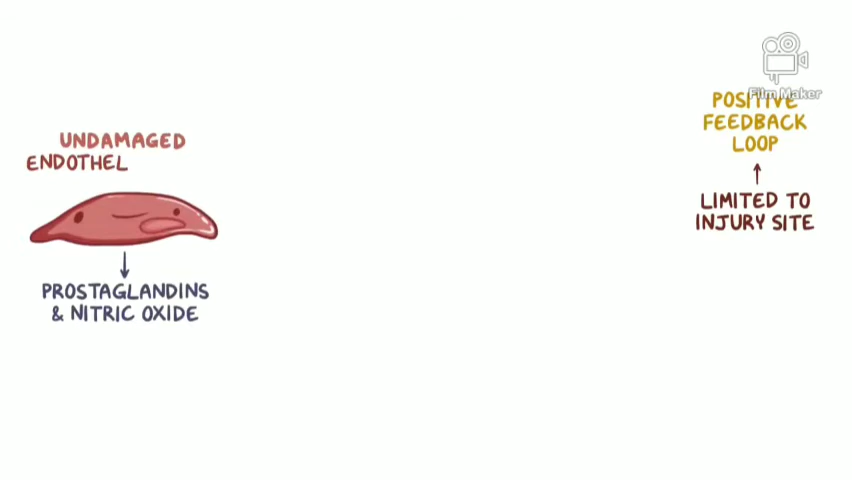 Film Maker
POSITIVE
FEEDBACK
LOOP
UNDAMAGED
ENDOTHEL
LIMITED TO
INJURY SITE
PROSTAGLANDINS
& NITRIC OXIDE